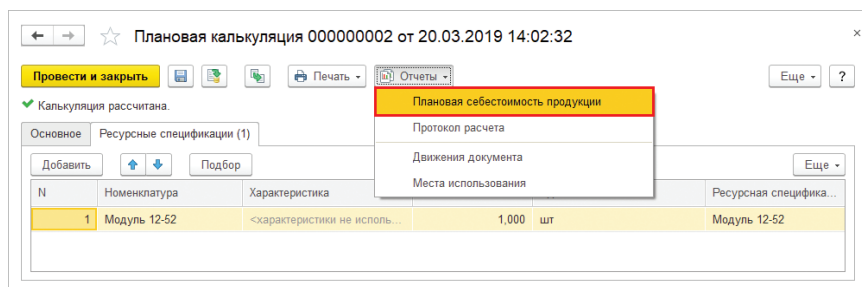 Плановая калькуляция 000000002 от 20.03.2019 14:02:32
Провести и закрыть Печать Отчеты Еще ?
Плановая себестоимость продукции
Калькуляция рассчитана.
Протокол расчета
Основное Ресурсные спецификации (1)
Движения документа
Добавить Подбор Еще
Места использования
N Номенклатура Характеристика Ресурсная специфика...
1 Модуль 12-52 <характеристики не исполь... 1,000 шт Модуль 12-52